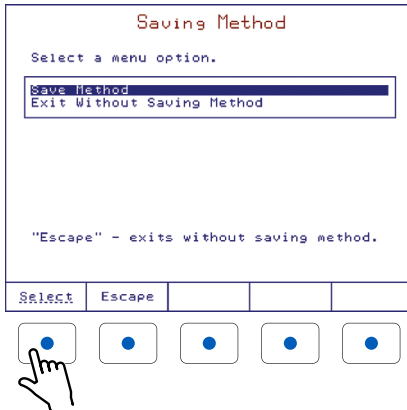 Saving Method
Select a menu option.
Save Method
Exit Without Saving Method
"Escape" - exits without saving method.
Select Escape